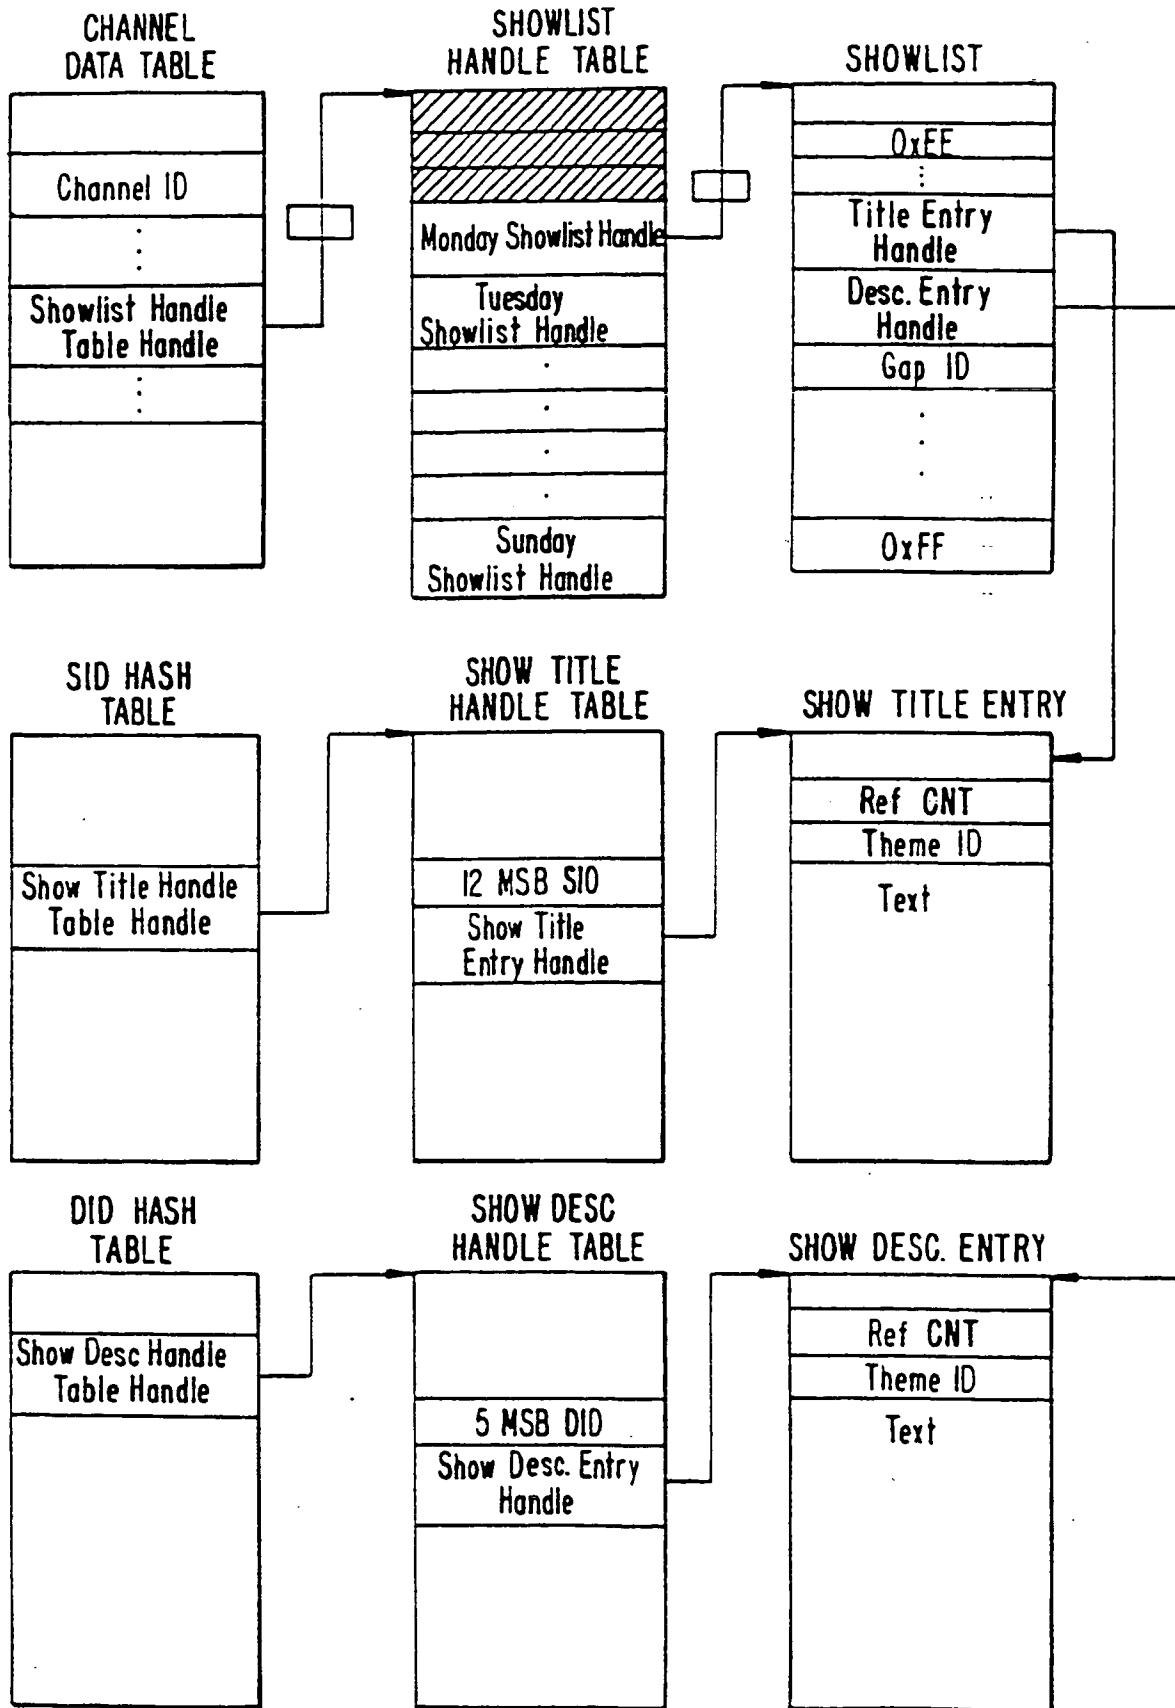 CHANNEL
DATA TABLE
Channel ID
Showlist Handle
Table Handle
SHOWLIST
HANDLE TABLE
Monday Showlist Handle
Tuesday
Showlist Handle
Sunday
Showlist Handle
SHOWLIST
0xEE
Title Entry
Handle
Desc. Entry
Handle
Gap ID
0xFF
SID HASH
TABLE
Show Title Handle
Table Handle
SHOW TITLE
HANDLE TABLE
12 MSB SID
Show Title
Entry Handle
SHOW TITLE ENTRY
Ref CNT
Theme ID
Text
DID HASH
TABLE
Show Desc Handle
Table Handle
SHOW DESC
HANDLE TABLE
5 MSB DID
Show Desc. Entry
Handle
SHOW DESC. ENTRY
Ref CNT
Theme ID
Text